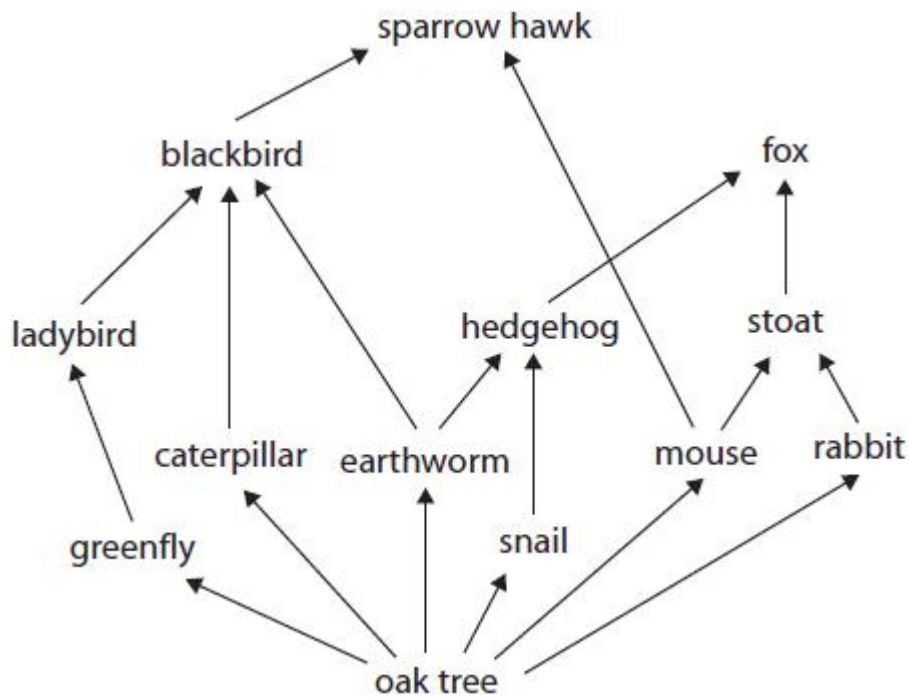 sparrow hawk
blackbird
fox
ladybird
hedgehog
stoat
caterpillar
earthworm
mouse
rabbit
greenfly
snail
oak tree